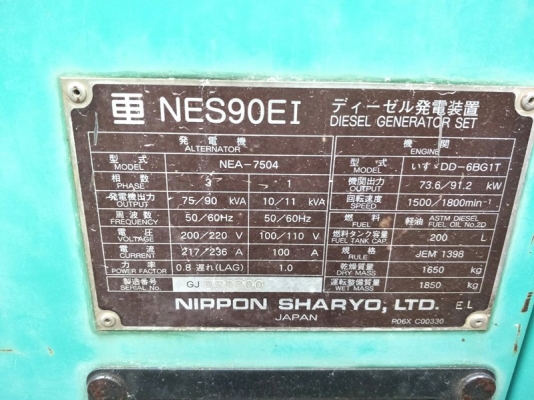 車 NES90EI ディーゼル発電装置
DIESEL GENERATOR SET
発電機
ALTERNATOR
型式
MODEL NEA-7504
相数
PHASE 3 1
発電機出力
OUTPUT 75/90 kVA 10/11 kVA
周波数
FREQUENCY 50/60Hz 50/60Hz
電圧
VOLTAGE 200/220 V 100/110 V
電流
CURRENT 217/236 A 100 A
力率
POWER FACTOR 0.8 遅れ(LAG) 1.0
製造番号
SERIAL NO. GJ
機関
ENGINE
型式
MODEL いすゞDD-6BG1T
機関出力
OUTPUT 73.6/91.2 kW
回転速度
SPEED 1500/1800min⁻¹
燃料
FUEL 軽油 ASTM DIESEL
FUEL OIL No.2D
燃料タンク容量
FUEL TANK CAP. 200 L
規格
RULE JEM 1398
乾燥質量
DRY MASS 1650 kg
運転整備質量
WET MASS 1850 kg
NIPPON SHARYO, LTD. EL
JAPAN
P06X C00330